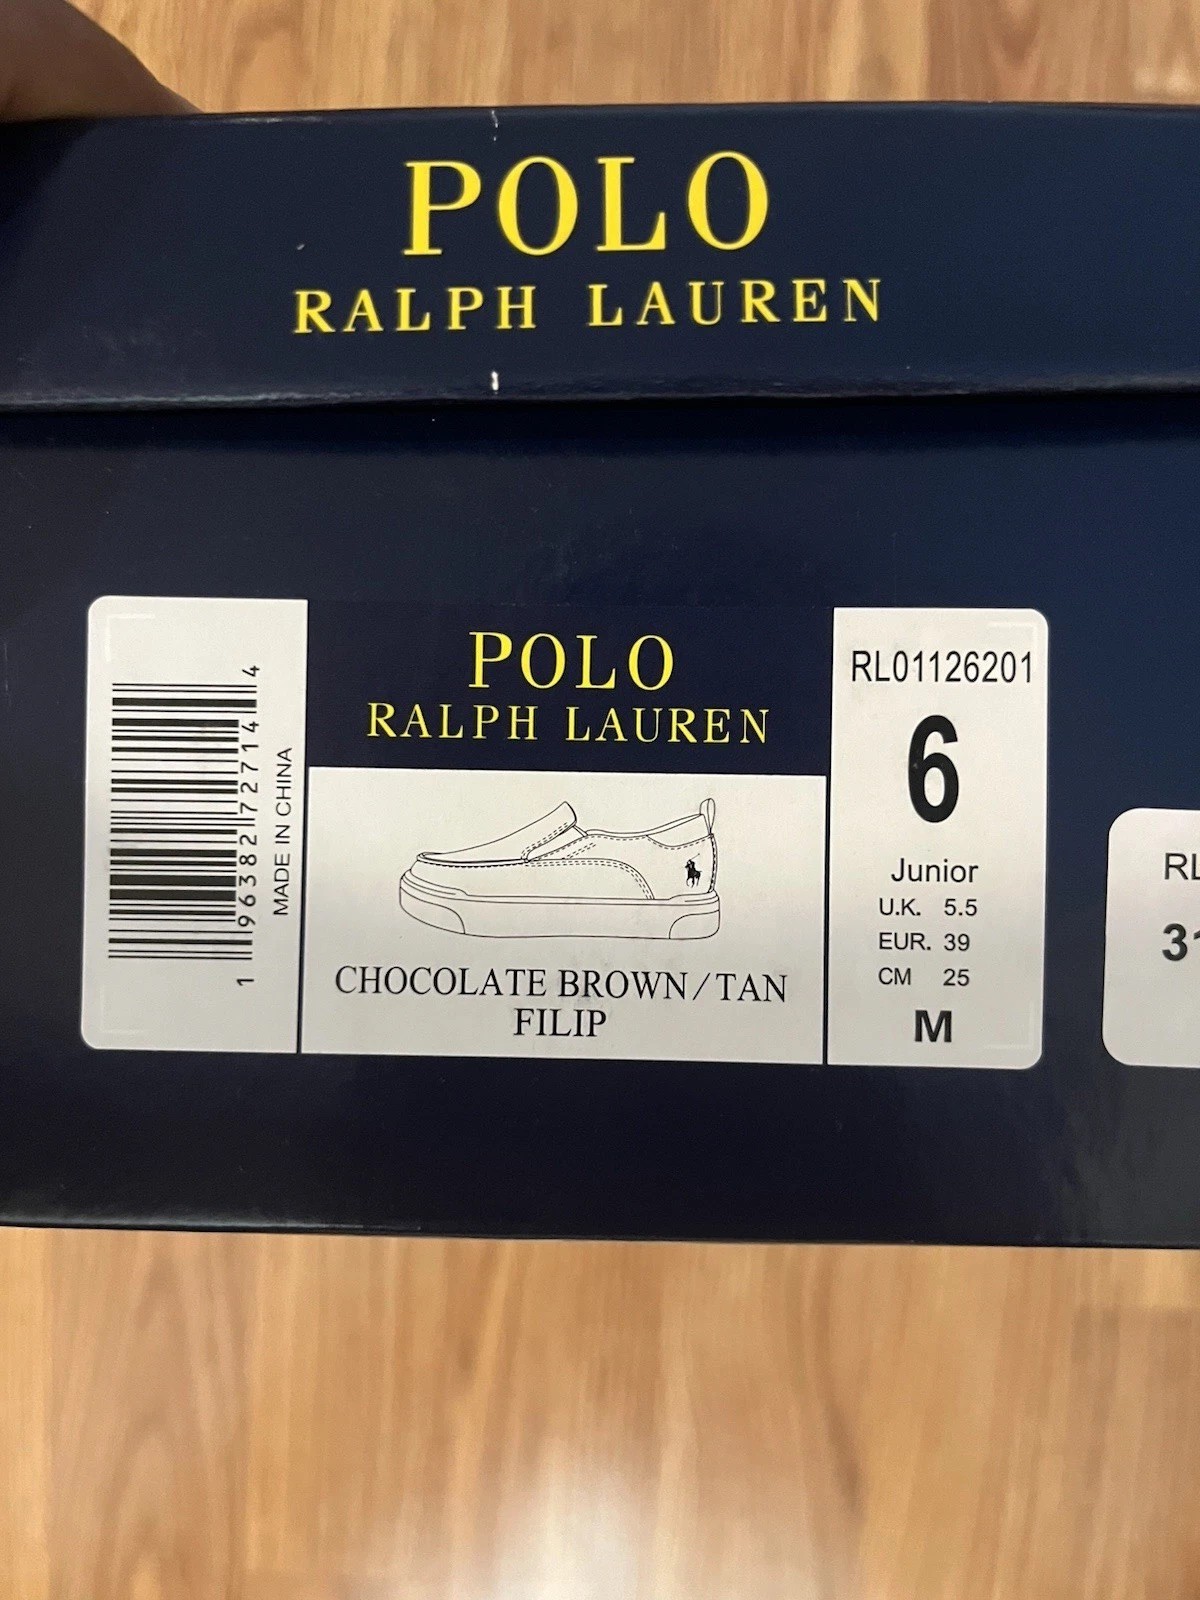 POLO
RALPH LAUREN
1 96382 72714 4
MADE IN CHINA
POLO
RALPH LAUREN
CHOCOLATE BROWN/TAN
FILIP
RL01126201
6
Junior
U.K. 5.5
EUR. 39
CM 25
M
RL